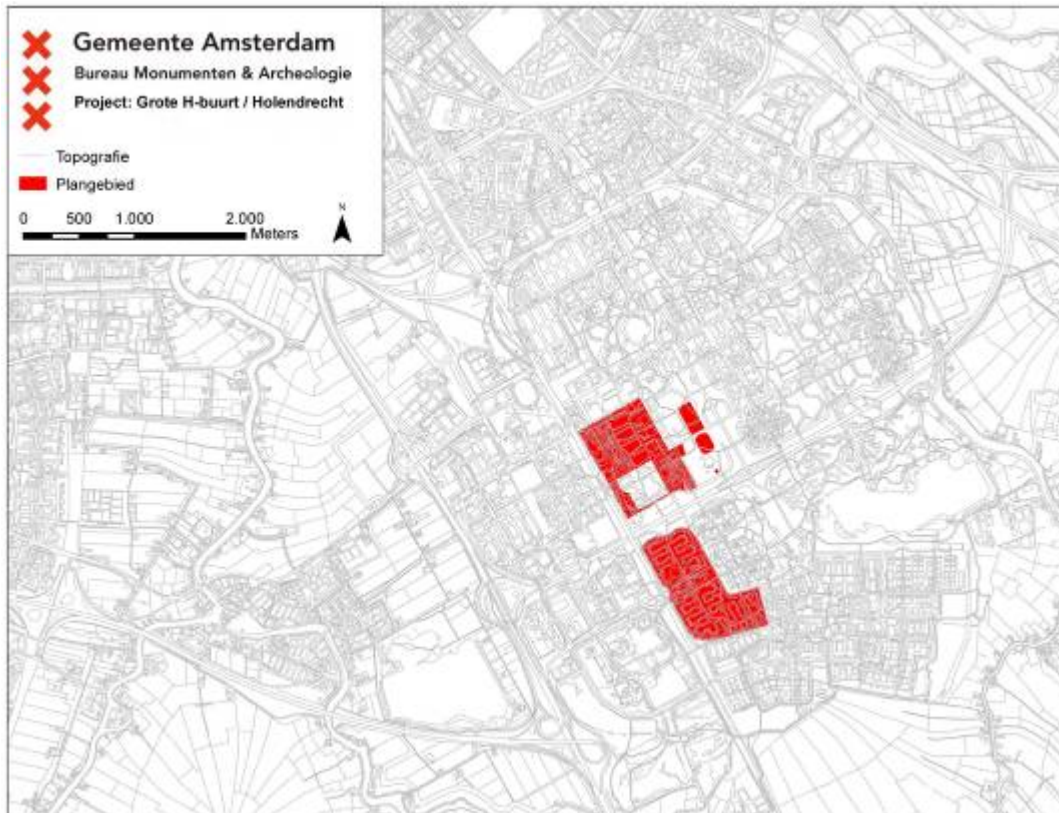 Gemeente Amsterdam
Bureau Monumenten & Archeologie
Project: Grote H-buurt / Holendrecht
Topografie
Plangebied
0 500 1.000 2.000
Meters
N